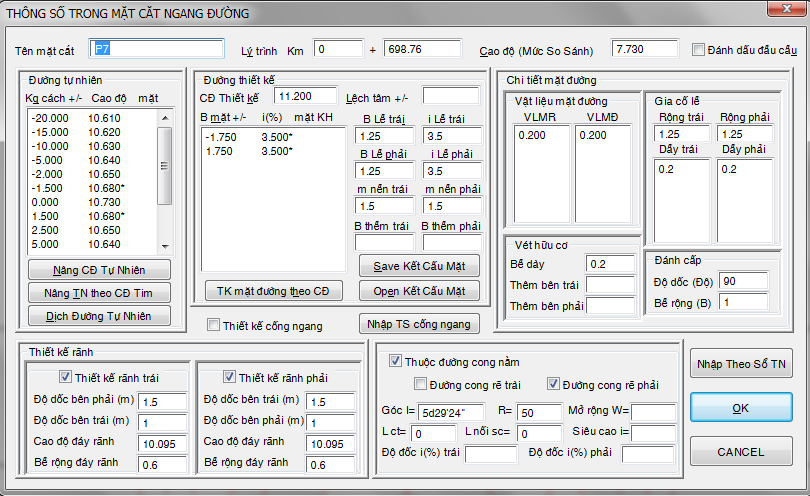 THÔNG SỐ TRONG MẶT CẮT NGANG ĐƯỜNG
Tên mặt cắt P7 Lý trình Km 0 + 698.76 Cao độ (Mức So Sánh) 7.730 Đánh dấu đầu cầu
Đường tự nhiên
Kg cách +/- Cao độ mặt
-20.000 10.610
-15.000 10.620
-10.000 10.630
-5.000 10.640
-2.000 10.650
-1.500 10.680*
0.000 10.730
1.500 10.680*
2.500 10.650
5.000 10.640
Nâng CĐ Tự Nhiên
Nâng TN theo CĐ Tim
Dịch Đường Tự Nhiên
Đường thiết kế
CĐ Thiết kế 11.200 Lệch tâm +/-
B mặt +/- i(%) mặt KH
-1.750 3.500*
1.750 3.500*
B Lề trái i Lề trái
1.25 3.5
B Lề phải i Lề phải
1.25 3.5
m nền trái m nền phải
1.5 1.5
B thềm trái B thềm phải
Save Kết Cấu Mặt
TK mặt đường theo CĐ Open Kết Cấu Mặt
Thiết kế cống ngang Nhập TS cống ngang
Chi tiết mặt đường
Vật liệu mặt đường
VLMR VLMĐ
0.200 0.200
Gia cố lề
Rộng trái Rộng phải
1.25 1.25
Dầy trái Dầy phải
0.2 0.2
Vét hữu cơ
Bề dày 0.2
Thêm bên trái
Thêm bên phải
Đánh cấp
Độ dốc (Độ) 90
Bề rộng (B) 1
Thiết kế rãnh
Thiết kế rãnh trái
Độ dốc bên phải (m) 1.5
Độ dốc bên trái (m) 1
Cao độ đáy rãnh 10.095
Bề rộng đáy rãnh 0.6
Thiết kế rãnh phải
Độ dốc bên trái (m) 1.5
Độ dốc bên phải (m) 1
Cao độ đáy rãnh 10.095
Bề rộng đáy rãnh 0.6
Thuộc đường cong nằm
Đường cong rẽ trái Đường cong rẽ phải
Góc I= 5d29'24" R= 50 Mở rộng W=
L ct= 0 L nối sc= 0 Siêu cao i=
Độ dốc i(%) trái Độ dốc i(%) phải
Nhập Theo Sổ TN
OK
CANCEL